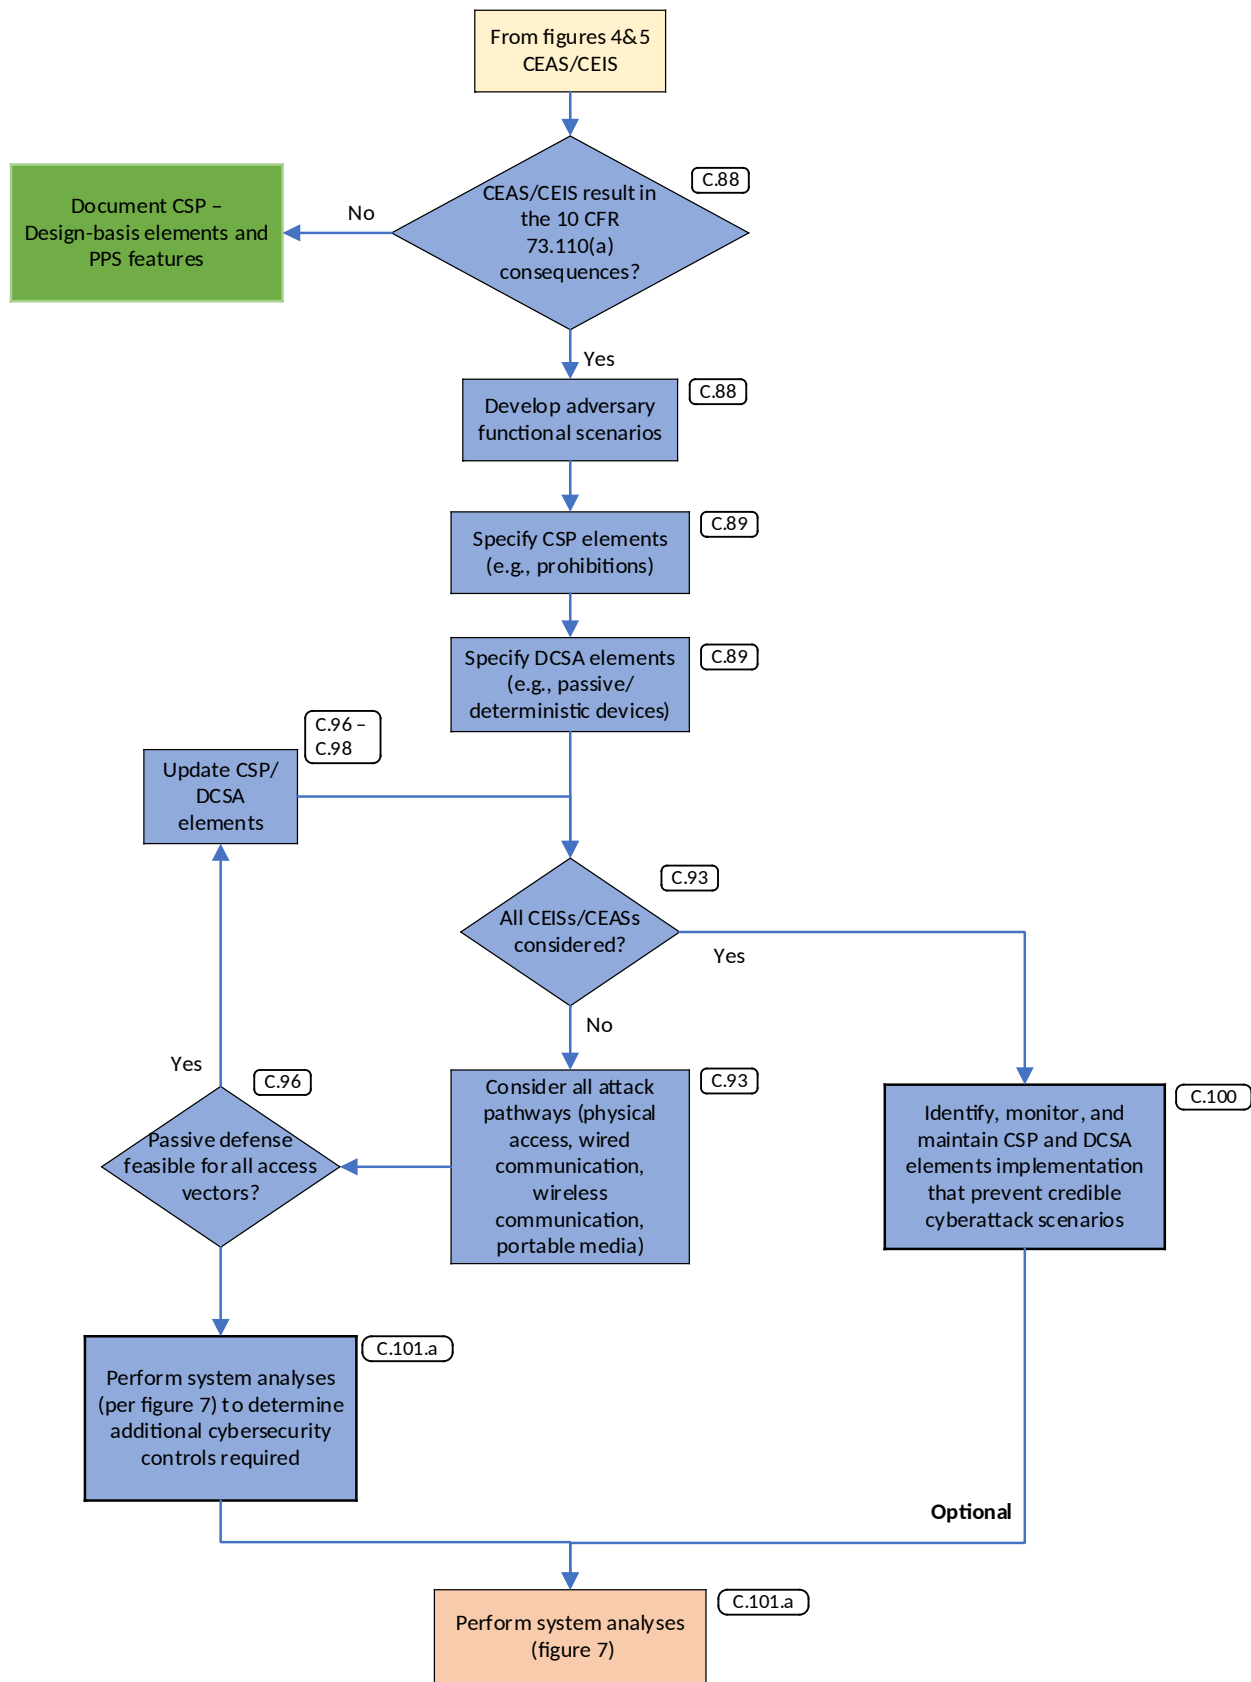 From figures 4&5
CEAS/CEIS
C.88
CEAS/CEIS result in
the 10 CFR
73.110(a)
consequences?
No
Document CSP –
Design-basis elements and
PPS features
Yes
C.88
Develop adversary
functional scenarios
C.89
Specify CSP elements
(e.g., prohibitions)
C.89
Specify DCSA elements
(e.g., passive/
deterministic devices)
C.96 –
C.98
Update CSP/
DCSA
elements
C.93
All CEISs/CEASs
considered?
Yes
No
C.93
Consider all attack
pathways (physical
access, wired
communication,
wireless
communication,
portable media)
Yes
C.96
Passive defense
feasible for all access
vectors?
C.100
Identify, monitor, and
maintain CSP and DCSA
elements implementation
that prevent credible
cyberattack scenarios
C.101.a
Perform system analyses
(per figure 7) to determine
additional cybersecurity
controls required
Optional
C.101.a
Perform system analyses
(figure 7)